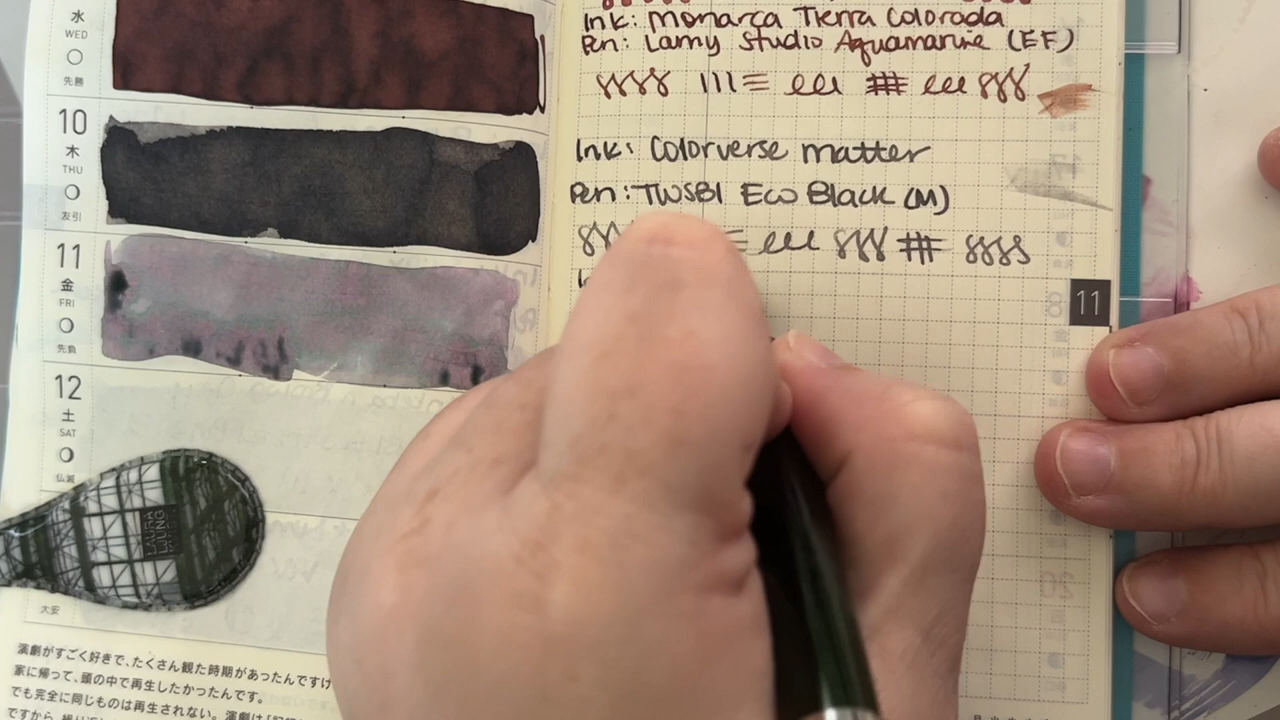 水
WED
先勝
10
木
THU
友引
11
金
FRI
先負
12
土
SAT
仏滅
大安
LAURA
LJUNG
演劇がすごく好きで、たくさん観た時期があったんですけ
家に帰って、頭の中で再生したかったんです。
でも完全に同じものは再生されない。演劇は
ですから
Ink: Monarca Tierra Colorada
Pen: Lamy Studio Aquamarine (EF)
Ink: Colorverse matter
Pen: TWSBI Eco Black (M)
11